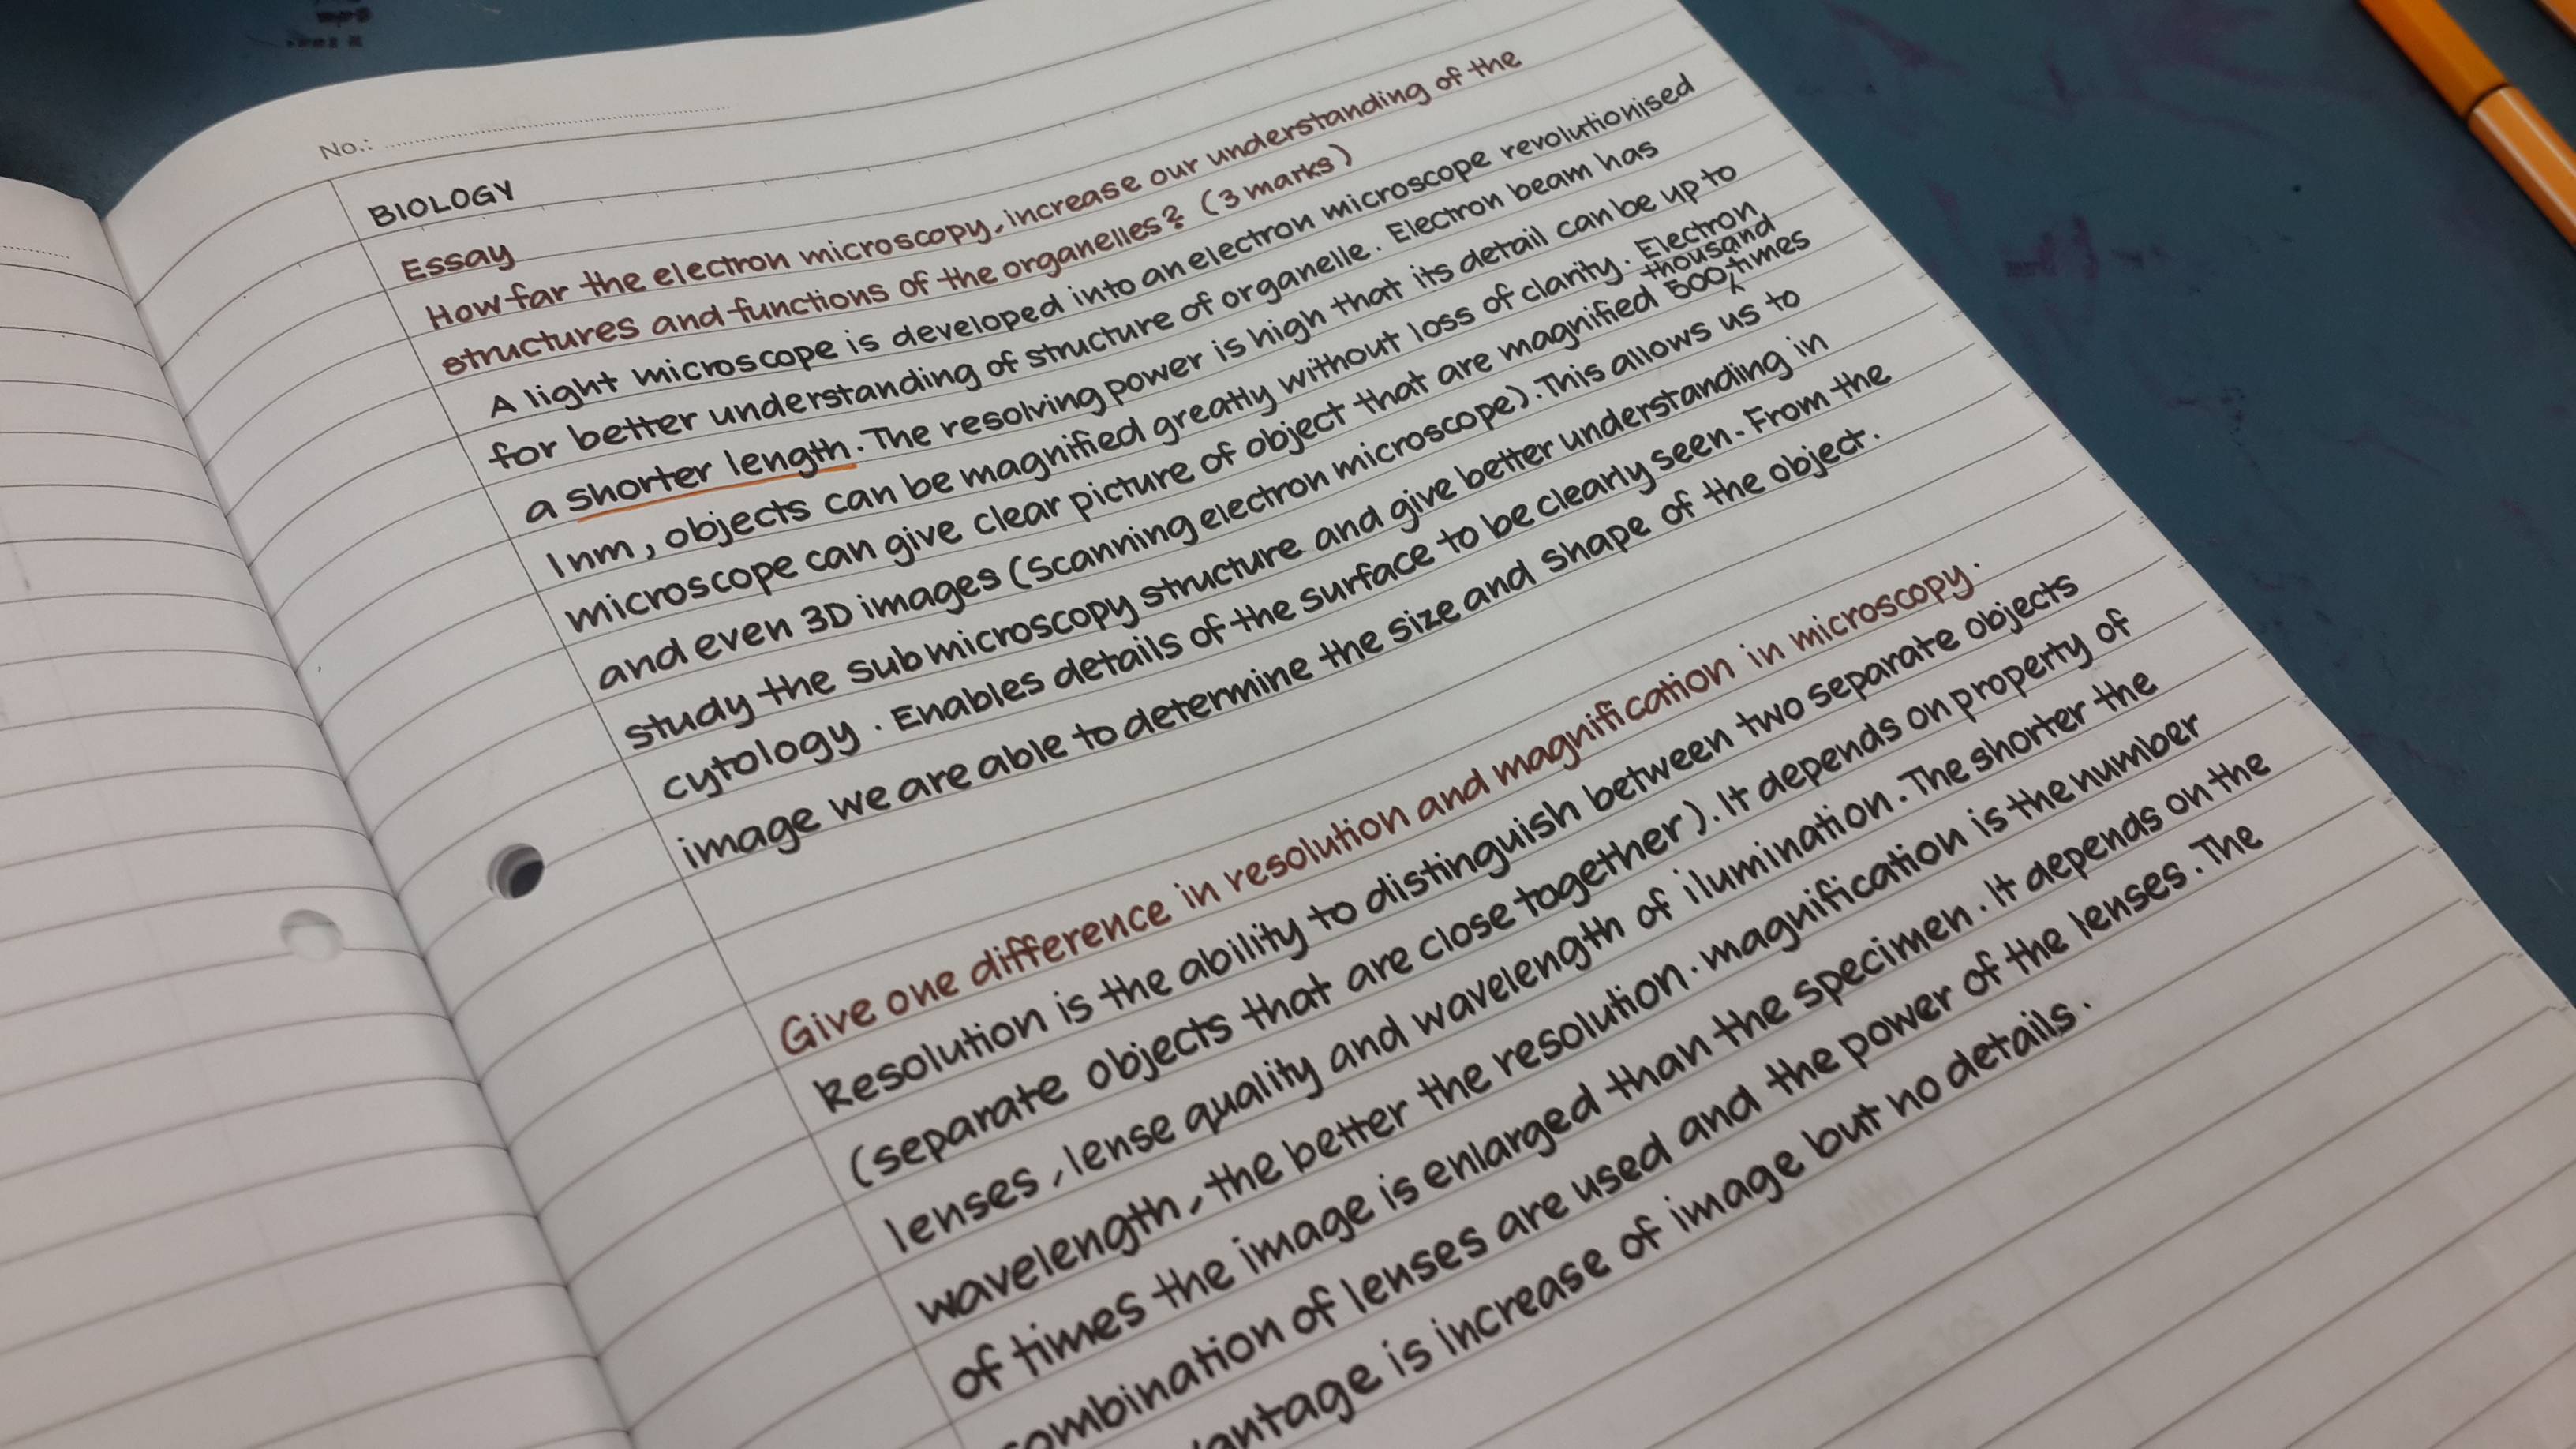 No.:
BIOLOGY
Essay
How far the electron microscopy, increase our understanding of the
structures and functions of the organelles? (3 marks)
A light microscope is developed into an electron microscope revolutionised
for better understanding of structure of organelle. Electron beam has
a shorter length. The resolving power is high that its detail can be up to
1nm, objects can be magnified greatly without loss of clarity. Electron
microscope can give clear picture of object that are magnified 500 thousand times
and even 3D images (Scanning electron microscope). This allows us to
study the submicroscopy structure and give better understanding in
cytology. Enables details of the surface to be clearly seen. From the
image we are able to determine the size and shape of the object.
Give one difference in resolution and magnification in microscopy.
Resolution is the ability to distinguish between two separate objects
(separate objects that are close together). It depends on property of
lenses, lense quality and wavelength of ilumination. The shorter the
wavelength, the better the resolution. magnification is the number
of times the image is enlarged than the specimen. It depends on the
ombination of lenses are used and the power of the lenses. The
antage is increase of image but no details.